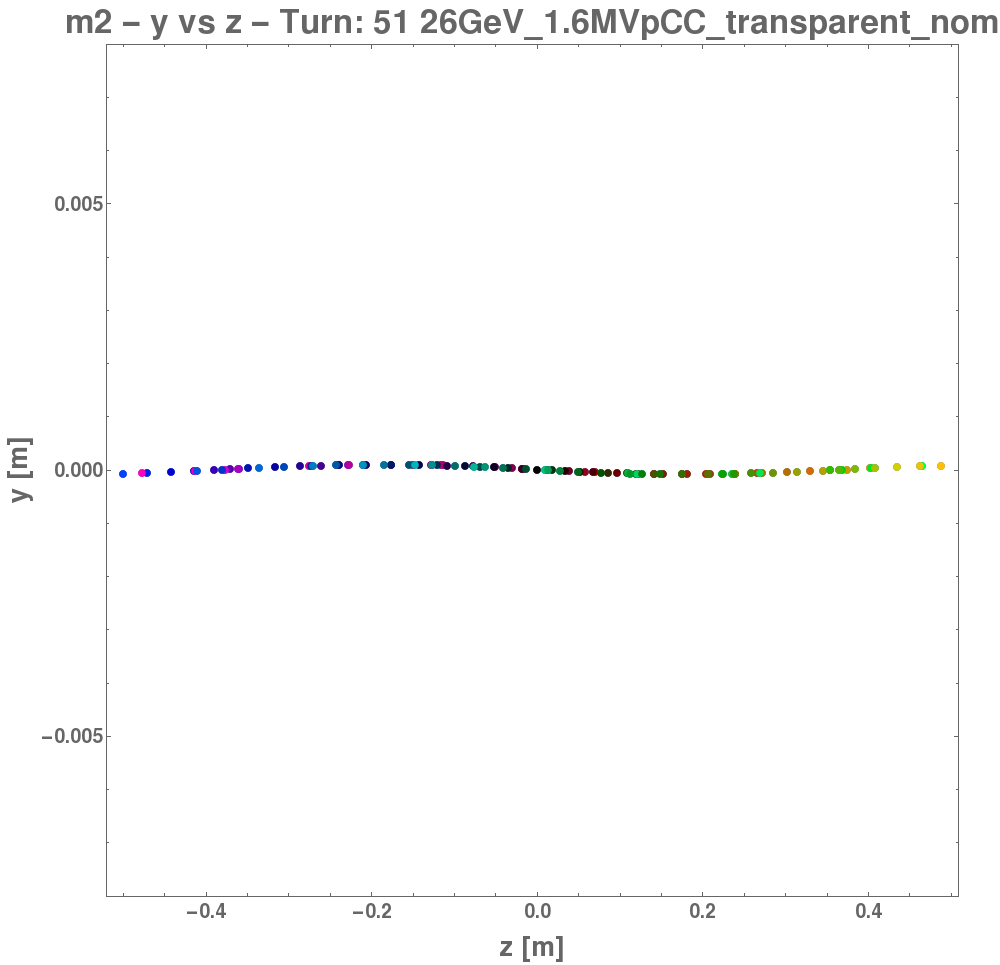 m2 – y vs z – Turn: 51 26GeV_1.6MVpCC_transparent_nom
0.005
0.000
−0.005
y [m]
−0.4
−0.2
0.0
0.2
0.4
z [m]